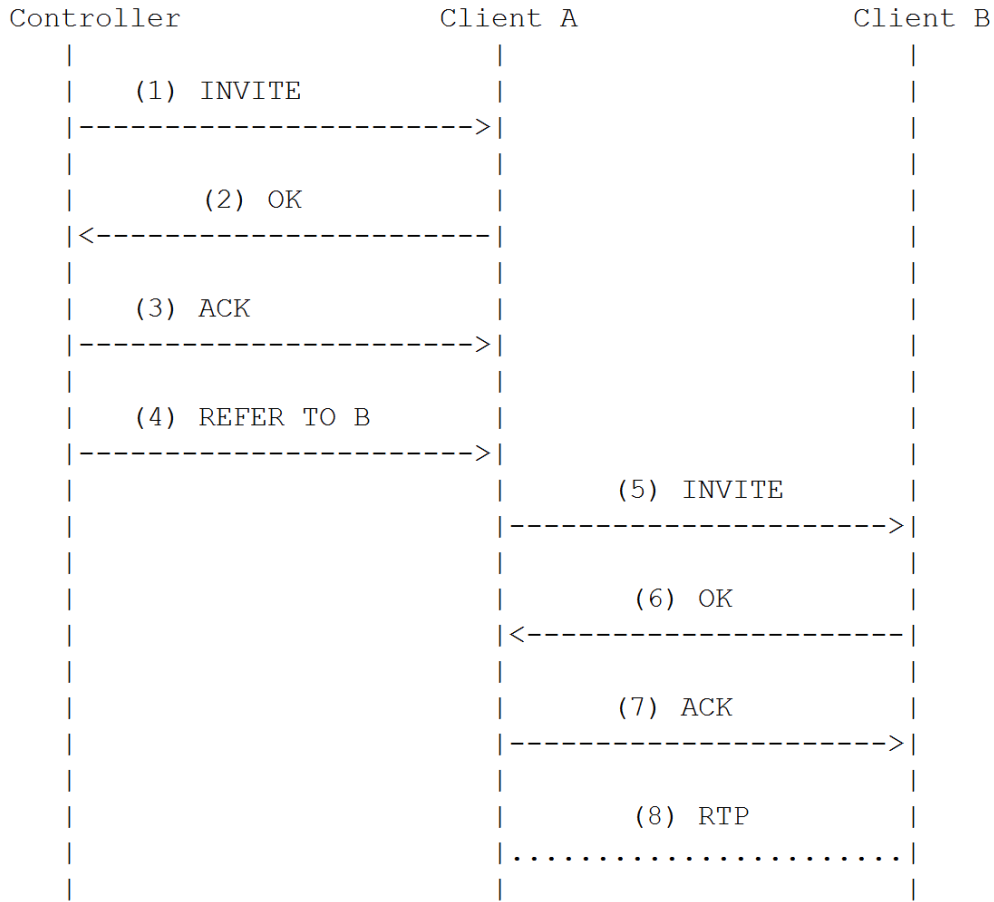 Controller Client A Client B
(1) INVITE
(2) OK
(3) ACK
(4) REFER TO B
(5) INVITE
(6) OK
(7) ACK
(8) RTP